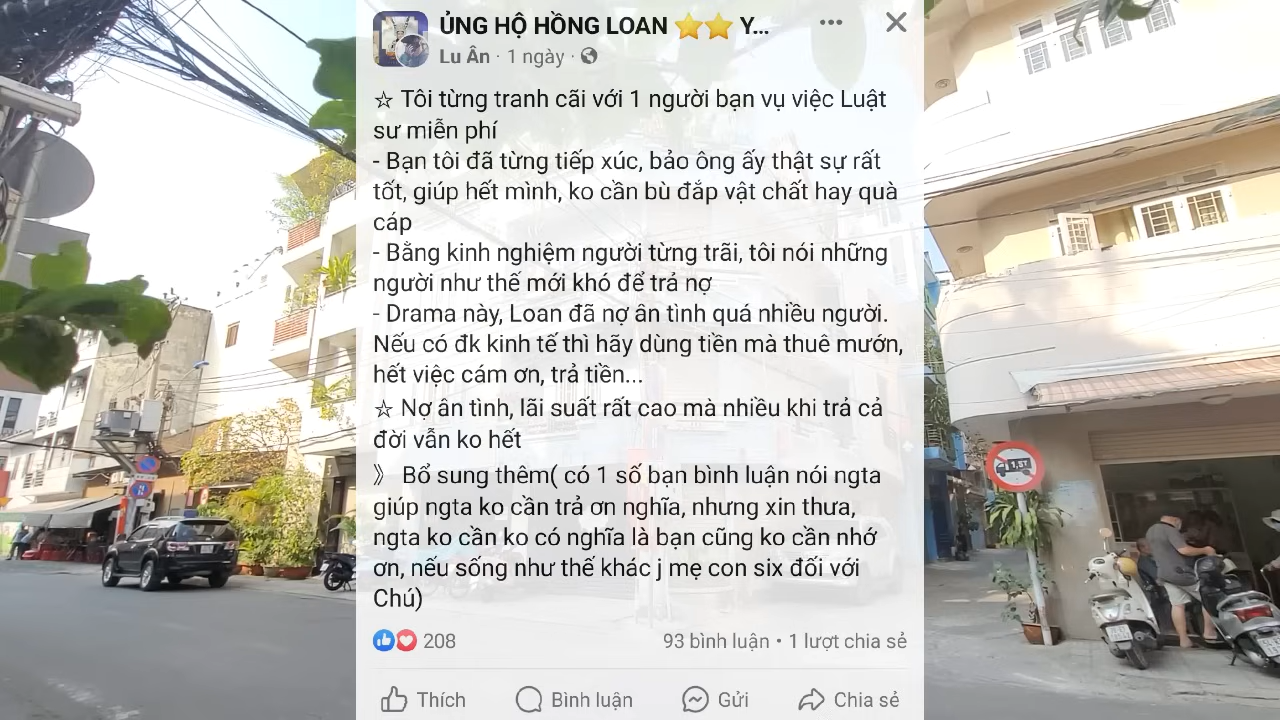 ỦNG HỘ HỒNG LOAN ⭐⭐ Y...
Lu Ân · 1 ngày ·
☆ Tôi từng tranh cãi với 1 người bạn vụ việc Luật
sư miễn phí
- Bạn tôi đã từng tiếp xúc, bảo ông ấy thật sự rất
tốt, giúp hết mình, ko cần bù đắp vật chất hay quà
cáp
- Bằng kinh nghiệm người từng trãi, tôi nói những
người như thế mới khó để trả nợ
- Drama này, Loan đã nợ ân tình quá nhiều người.
Nếu có đk kinh tế thì hãy dùng tiền mà thuê mướn,
hết việc cám ơn, trả tiền...
☆ Nợ ân tình, lãi suất rất cao mà nhiều khi trả cả
đời vẫn ko hết
》 Bổ sung thêm( có 1 số bạn bình luận nói ngta
giúp ngta ko cần trả ơn nghĩa, nhưng xin thưa,
ngta ko cần ko có nghĩa là bạn cũng ko cần nhớ
ơn, nếu sống như thế khác j mẹ con six đối với
Chú)
208
93 bình luận • 1 lượt chia sẻ
Thích
Bình luận
Gửi
Chia sẻ
1,5T